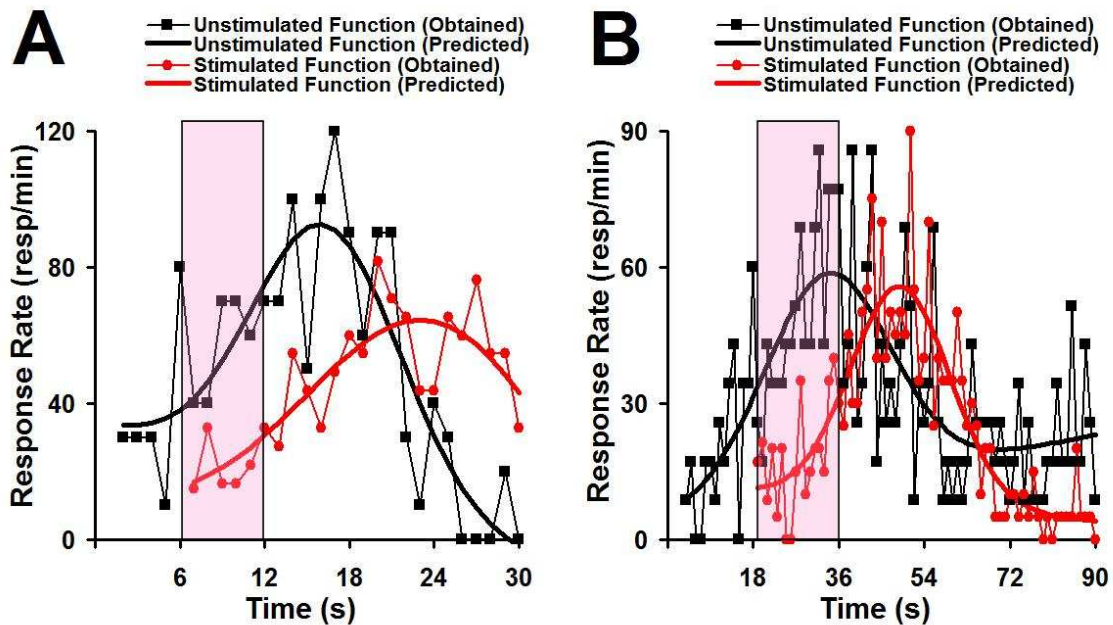 A
Unstimulated Function (Obtained)
Unstimulated Function (Predicted)
Stimulated Function (Obtained)
Stimulated Function (Predicted)
Response Rate (resp/min)
120
80
40
0
6
12
18
24
30
Time (s)
B
Unstimulated Function (Obtained)
Unstimulated Function (Predicted)
Stimulated Function (Obtained)
Stimulated Function (Predicted)
Response Rate (resp/min)
90
60
30
0
18
36
54
72
90
Time (s)